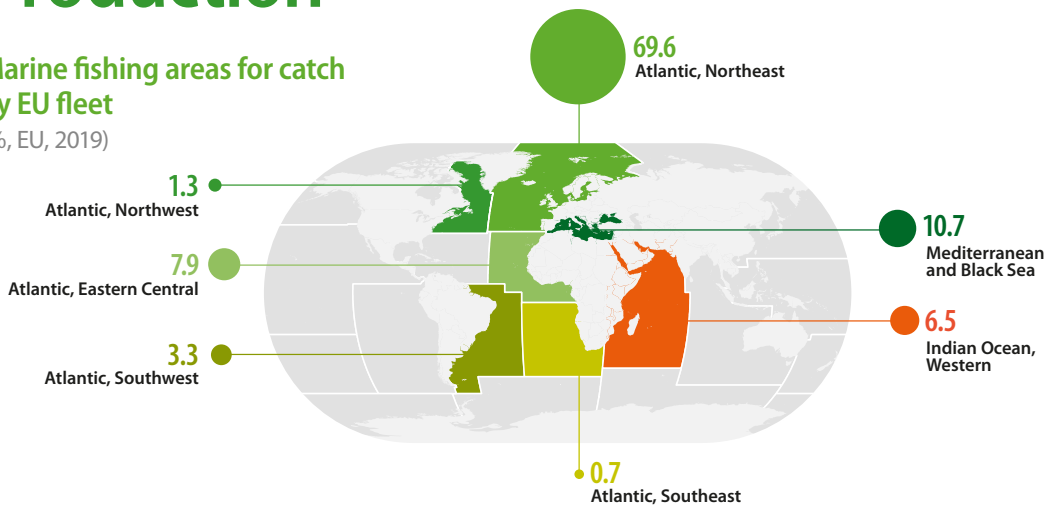 roduction
Marine fishing areas for catch
y EU fleet
%, EU, 2019)
69.6
Atlantic, Northeast
1.3
Atlantic, Northwest
10.7
Mediterranean
and Black Sea
7.9
Atlantic, Eastern Central
6.5
Indian Ocean,
Western
3.3
Atlantic, Southwest
0.7
Atlantic, Southeast